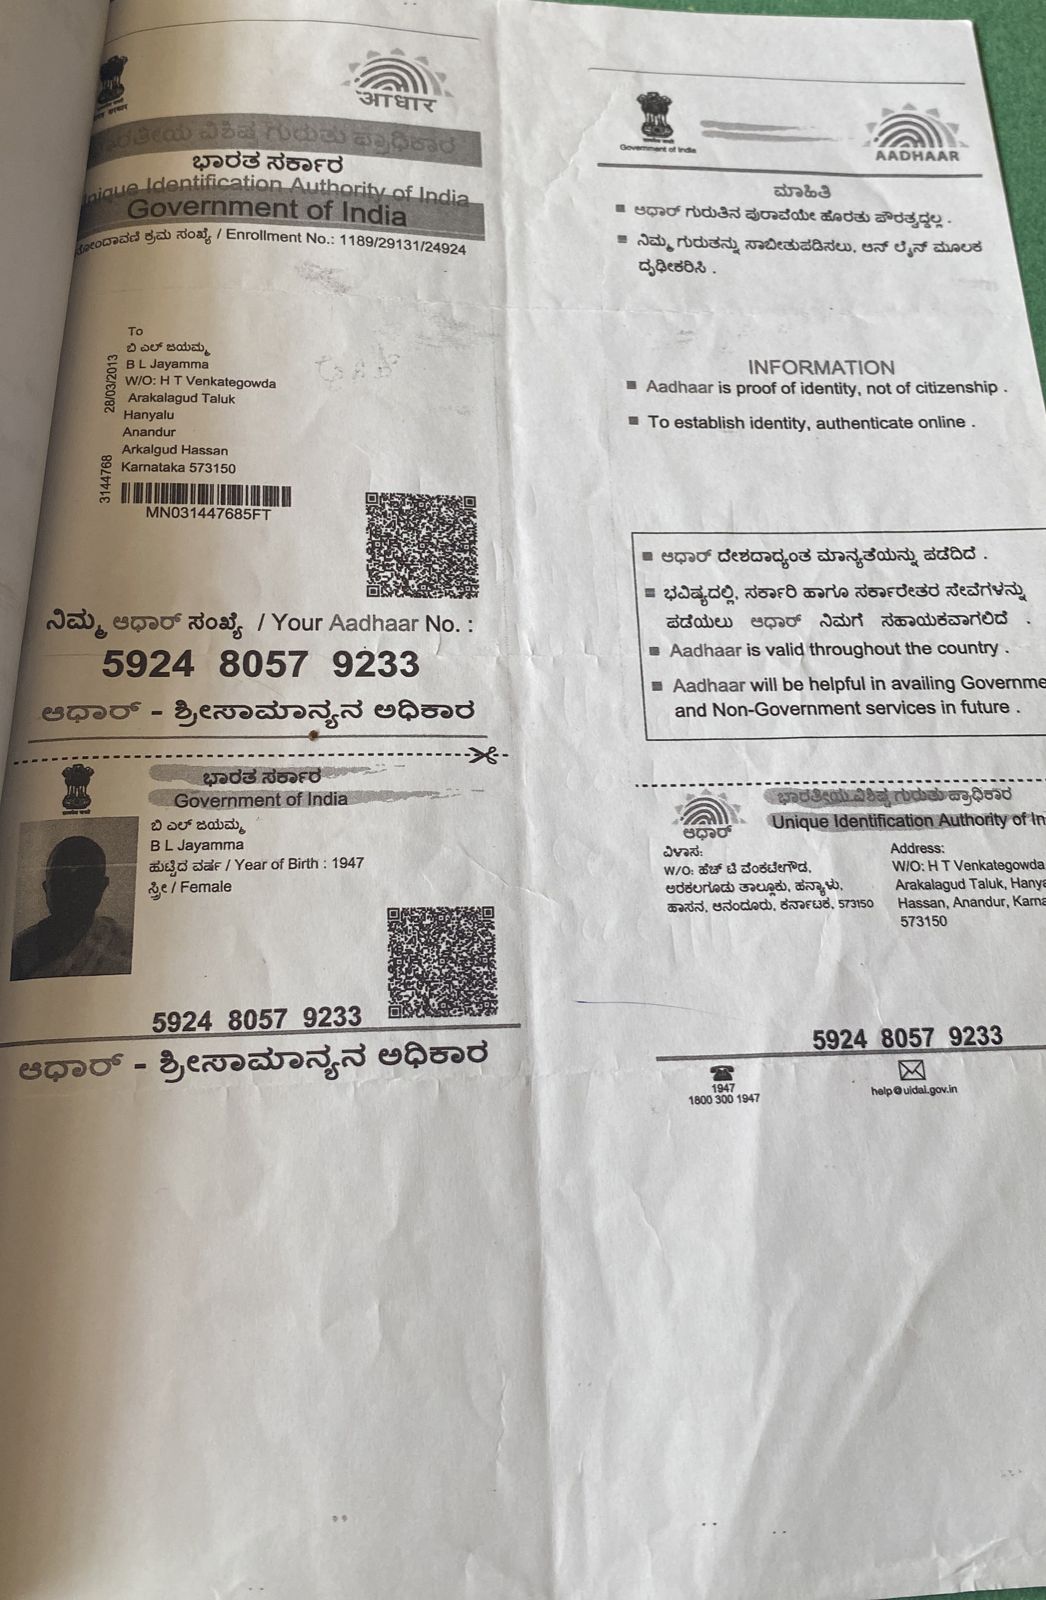 आधार
ಭಾರತೀಯ ವಿಶಿಷ್ಟ ಗುರುತು ಪ್ರಾಧಿಕಾರ
ಭಾರತ ಸರ್ಕಾರ
Unique Identification Authority of India
Government of India
ನೋಂದಾವಣಿ ಕ್ರಮ ಸಂಖ್ಯೆ / Enrollment No.: 1189/29131/24924
28/03/2013
3144768
To
ಬಿ ಎಲ್ ಜಯಮ್ಮ
B L Jayamma
W/O: H T Venkategowda
Arakalagud Taluk
Hanyalu
Anandur
Arkalgud Hassan
Karnataka 573150
MN031447685FT
ನಿಮ್ಮ ಆಧಾರ್ ಸಂಖ್ಯೆ / Your Aadhaar No. :
5924 8057 9233
ಆಧಾರ್ - ಶ್ರೀಸಾಮಾನ್ಯನ ಅಧಿಕಾರ
ಭಾರತ ಸರ್ಕಾರ
Government of India
ಬಿ ಎಲ್ ಜಯಮ್ಮ
B L Jayamma
ಹುಟ್ಟಿದ ವರ್ಷ / Year of Birth : 1947
ಸ್ತ್ರೀ / Female
5924 8057 9233
ಆಧಾರ್ - ಶ್ರೀಸಾಮಾನ್ಯನ ಅಧಿಕಾರ
Government of India
AADHAAR
ಮಾಹಿತಿ
ಆಧಾರ್ ಗುರುತಿನ ಪುರಾವೆಯೇ ಹೊರತು ಪೌರತ್ವದ್ದಲ್ಲ .
ನಿಮ್ಮ ಗುರುತನ್ನು ಸಾಬೀತುಪಡಿಸಲು, ಆನ್ ಲೈನ್ ಮೂಲಕ
ದೃಢೀಕರಿಸಿ .
INFORMATION
Aadhaar is proof of identity, not of citizenship .
To establish identity, authenticate online .
ಆಧಾರ್ ದೇಶದಾದ್ಯಂತ ಮಾನ್ಯತೆಯನ್ನು ಪಡೆದಿದೆ .
ಭವಿಷ್ಯದಲ್ಲಿ, ಸರ್ಕಾರಿ ಹಾಗೂ ಸರ್ಕಾರೇತರ ಸೇವೆಗಳನ್ನು
ಪಡೆಯಲು ಆಧಾರ್ ನಿಮಗೆ ಸಹಾಯಕವಾಗಲಿದೆ .
Aadhaar is valid throughout the country .
Aadhaar will be helpful in availing Governme
and Non-Government services in future .
ಆಧಾರ್
ಭಾರತೀಯ ವಿಶಿಷ್ಟ ಗುರುತು ಪ್ರಾಧಿಕಾರ
Unique Identification Authority of In
ವಿಳಾಸ:
W/O: ಹೆಚ್ ಟಿ ವೆಂಕಟೇಗೌಡ,
ಅರಕಲಗೂಡು ತಾಲ್ಲೂಕು, ಹನ್ಯಾಳು,
ಹಾಸನ, ಆನಂದೂರು, ಕರ್ನಾಟಕ, 573150
Address:
W/O: H T Venkategowda
Arakalagud Taluk, Hanya
Hassan, Anandur, Karna
573150
5924 8057 9233
1947
1800 300 1947
help@uidai.gov.in